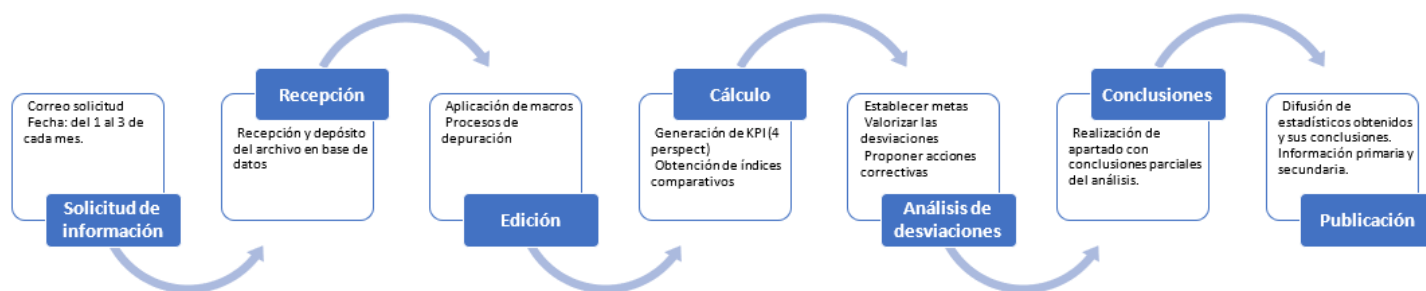 Correo solicitud
Fecha: del 1 al 3 de
cada mes.
Solicitud de
información
Recepción
Recepción y depósito
del archivo en base de
datos
Aplicación de macros
Procesos de
depuración
Edición
Cálculo
Generación de KPI (4
perspect)
Obtención de índices
comparativos
Establecer metas
Valorizar las
desviaciones
Proponer acciones
correctivas
Análisis de
desviaciones
Conclusiones
Realización de
apartado con
conclusiones parciales
del análisis.
Difusión de
estadísticos obtenidos
y sus conclusiones.
Información primaria y
secundaria.
Publicación